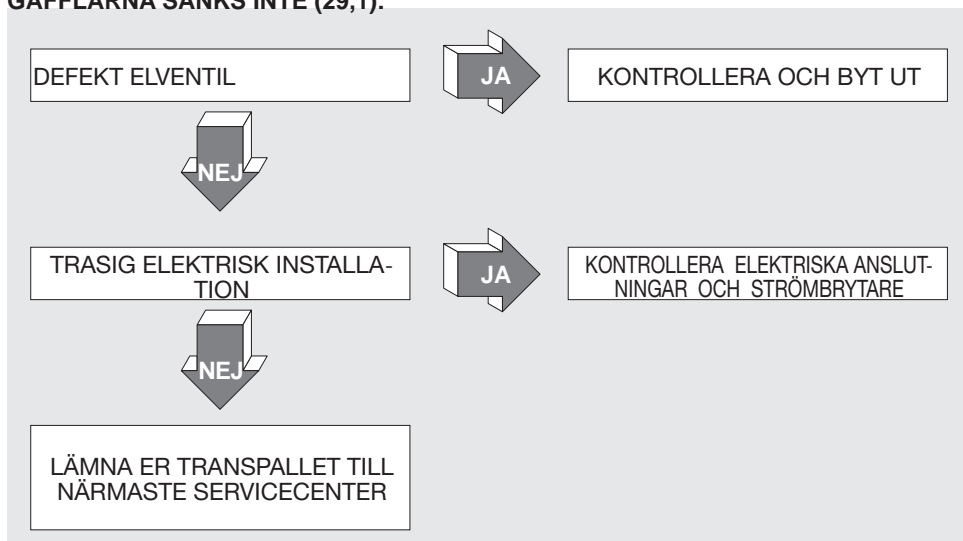 GAFFLARNA SÄNKS INTE (29,1):
DEFEKT ELVENTIL
JA
KONTROLLERA OCH BYT UT
NEJ
TRASIG ELEKTRISK INSTALLA-
TION
JA
KONTROLLERA ELEKTRISKA ANSLUT-
NINGAR OCH STRÖMBRYTARE
NEJ
LÄMNA ER TRANSPALLET TILL
NÄRMASTE SERVICECENTER